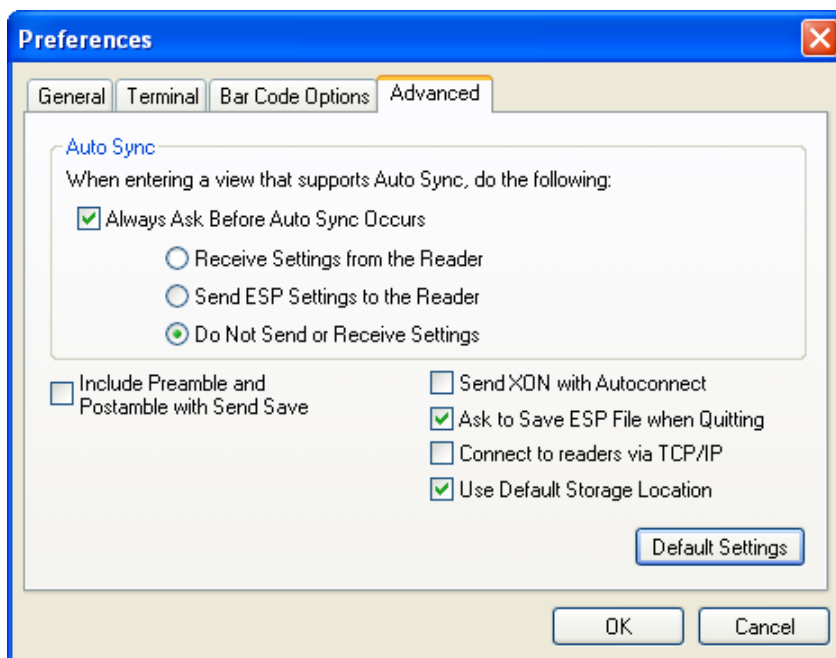 Preferences
General Terminal Bar Code Options Advanced
Auto Sync
When entering a view that supports Auto Sync, do the following:
Always Ask Before Auto Sync Occurs
Receive Settings from the Reader
Send ESP Settings to the Reader
Do Not Send or Receive Settings
Include Preamble and
Postamble with Send Save
Send XON with Autoconnect
Ask to Save ESP File when Quitting
Connect to readers via TCP/IP
Use Default Storage Location
Default Settings
OK Cancel